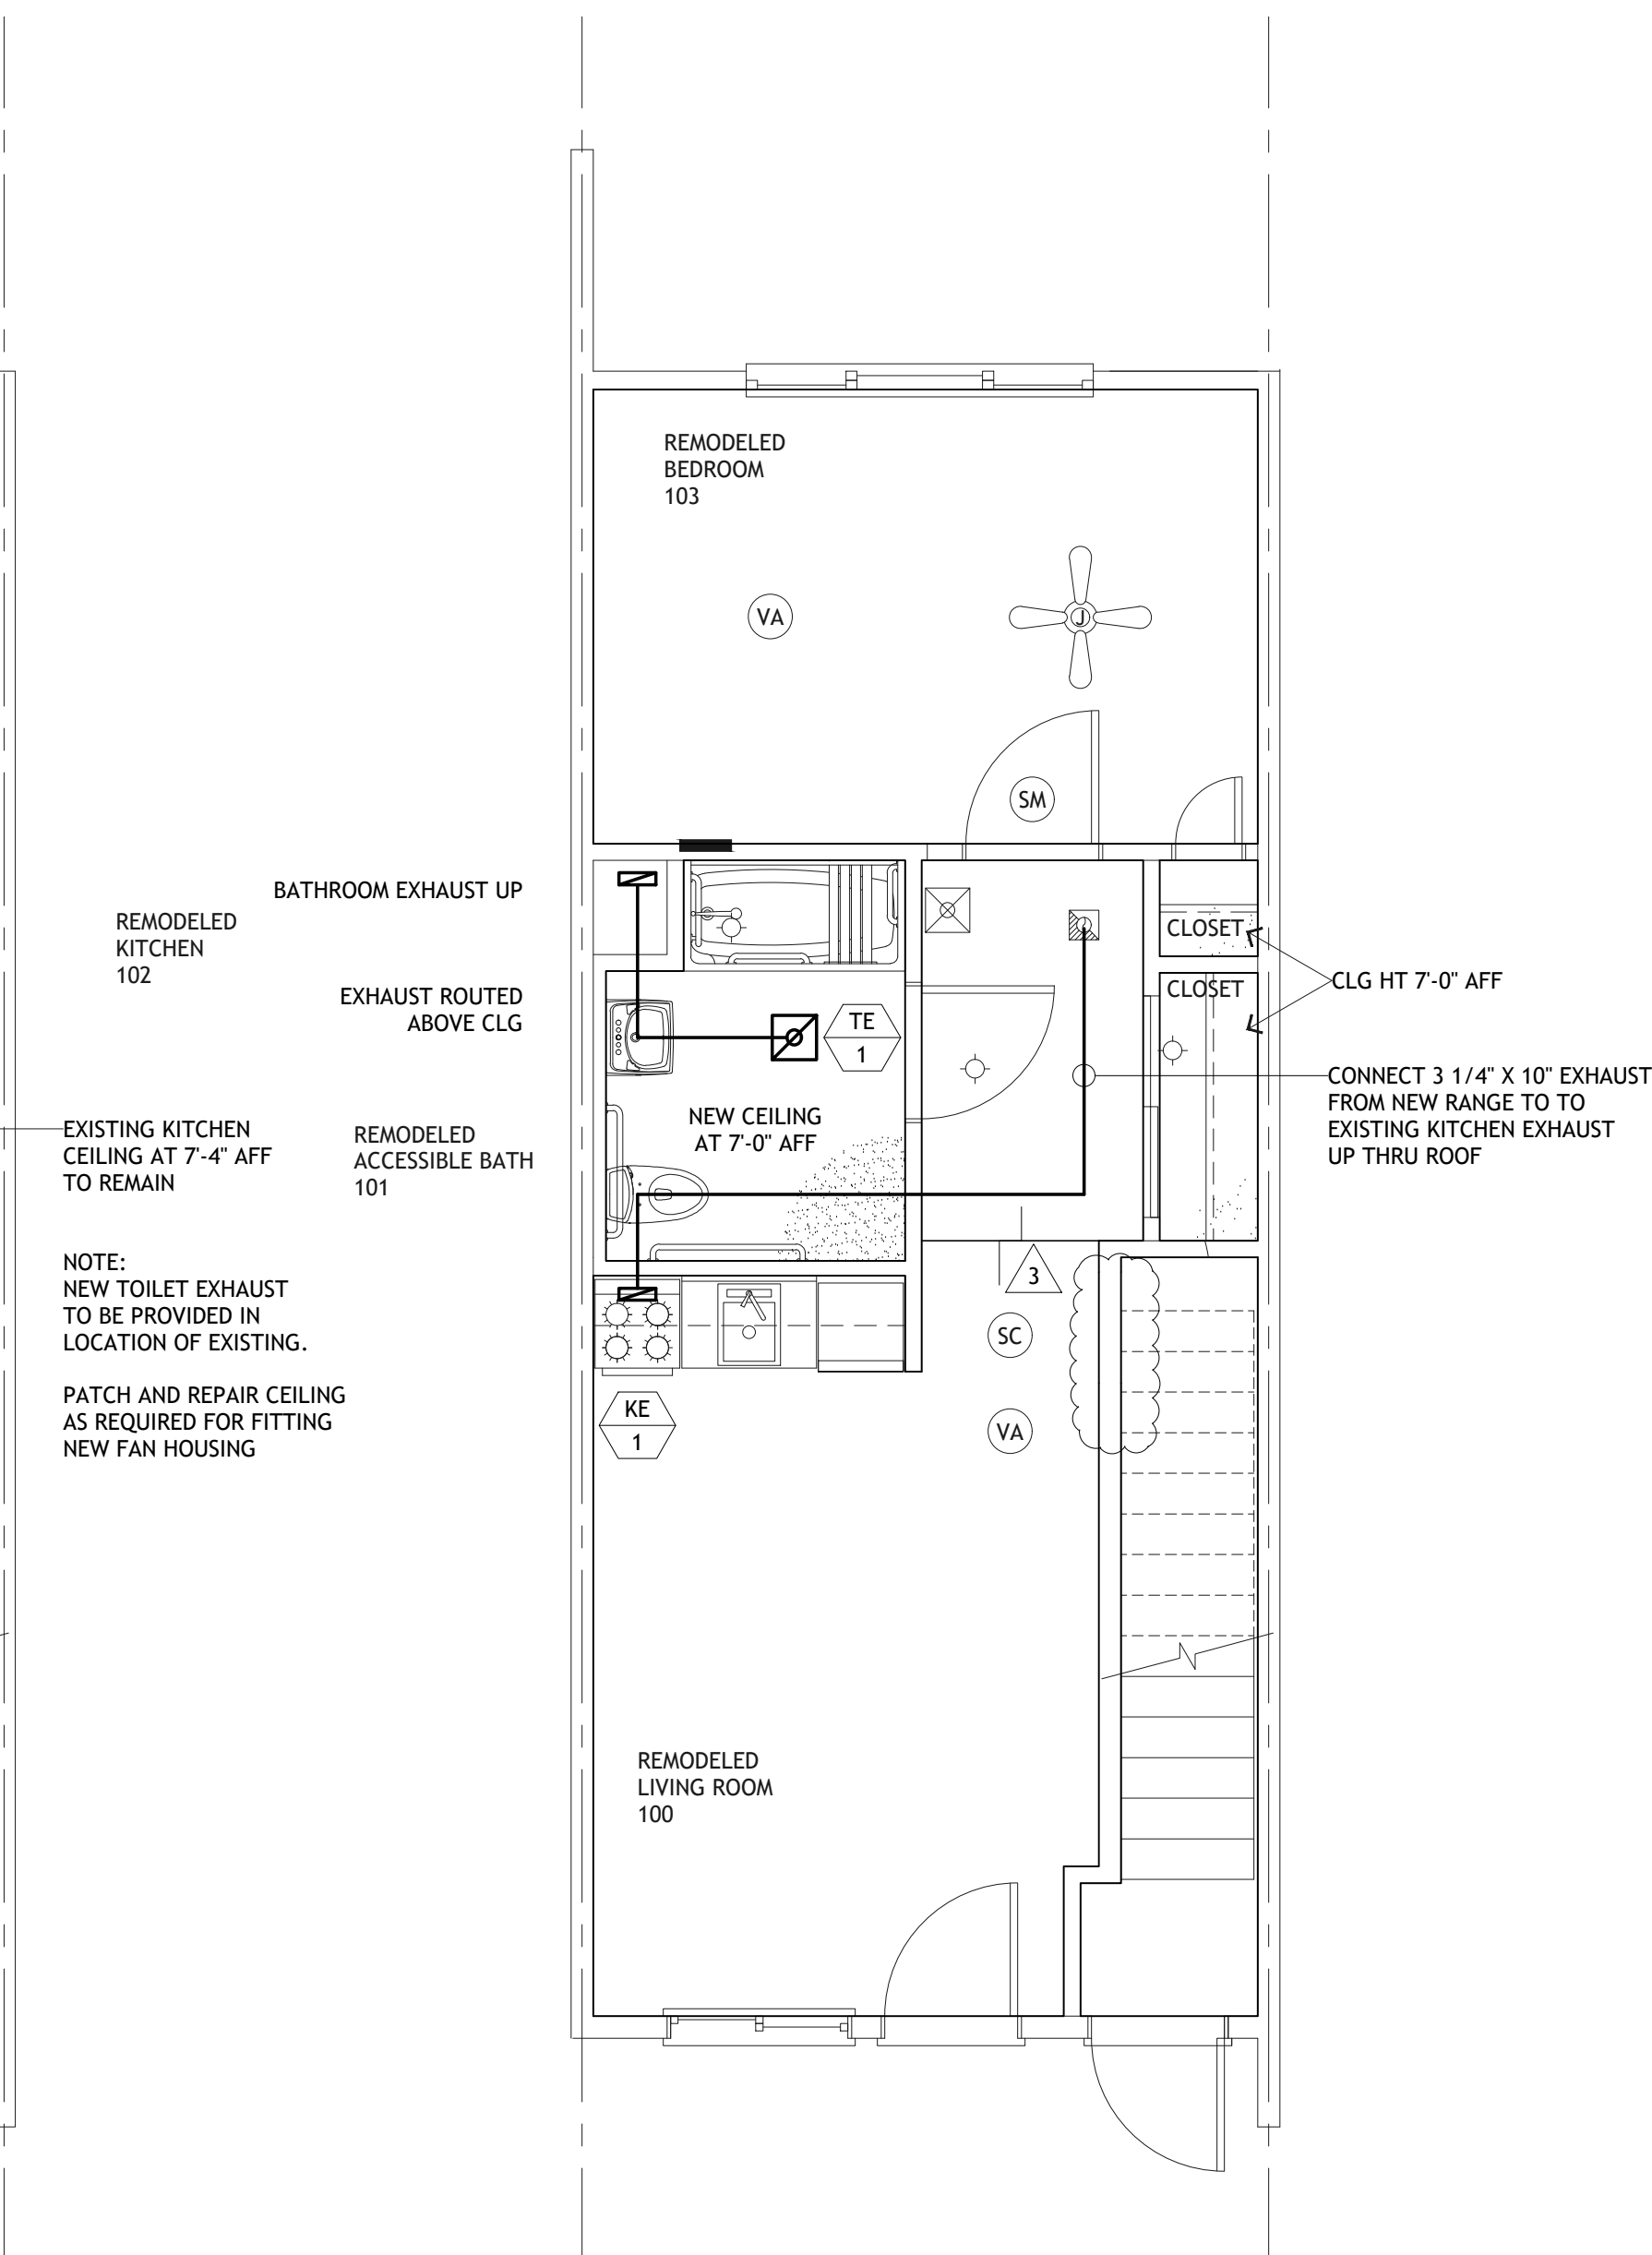 REMODELED
BEDROOM
103
VA
J
SM
BATHROOM EXHAUST UP
REMODELED
KITCHEN
102
EXHAUST ROUTED
ABOVE CLG
CLOSET
CLOSET
CLG HT 7'-0" AFF
TE
1
CONNECT 3 1/4" X 10" EXHAUST
FROM NEW RANGE TO TO
EXISTING KITCHEN EXHAUST
UP THRU ROOF
NEW CEILING
AT 7'-0" AFF
EXISTING KITCHEN
CEILING AT 7'-4" AFF
TO REMAIN
REMODELED
ACCESSIBLE BATH
101
NOTE:
NEW TOILET EXHAUST
TO BE PROVIDED IN
LOCATION OF EXISTING.
PATCH AND REPAIR CEILING
AS REQUIRED FOR FITTING
NEW FAN HOUSING
3
SC
VA
KE
1
REMODELED
LIVING ROOM
100